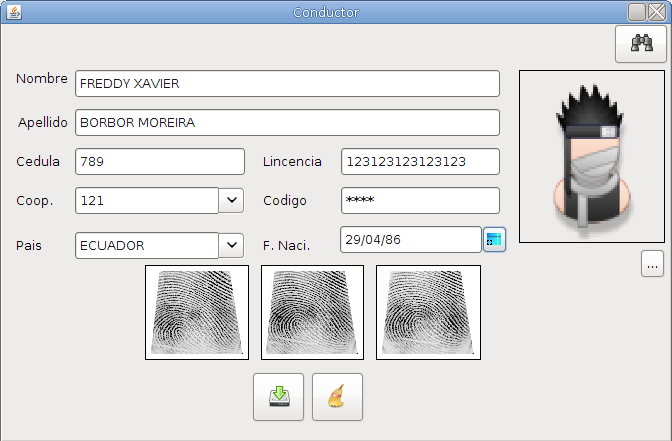 Conductor
Nombre FREDDY XAVIER
Apellido BORBOR MOREIRA
Cedula 789 Lincencia 123123123123123
Coop. 121 Codigo ****
Pais ECUADOR F. Naci. 29/04/86
...